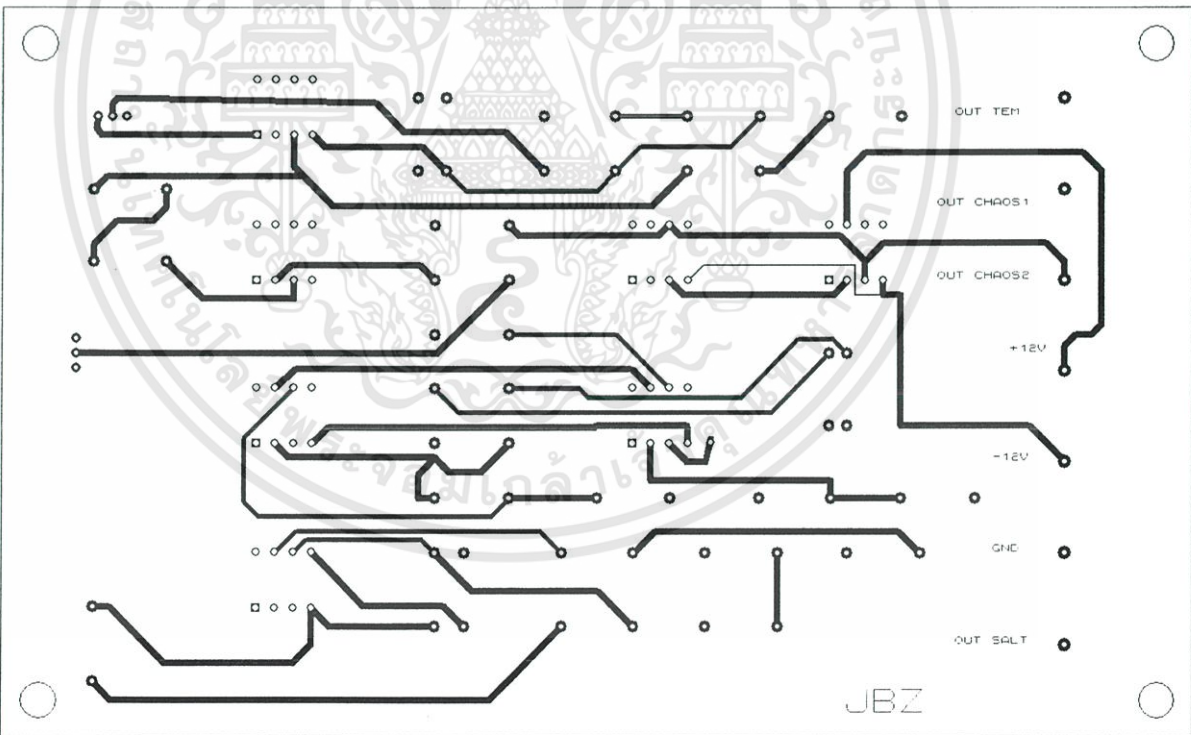 OUT TEM
OUT CHAOS1
OUT CHAOS2
+12V
-12V
GND
OUT SALT
JBZ